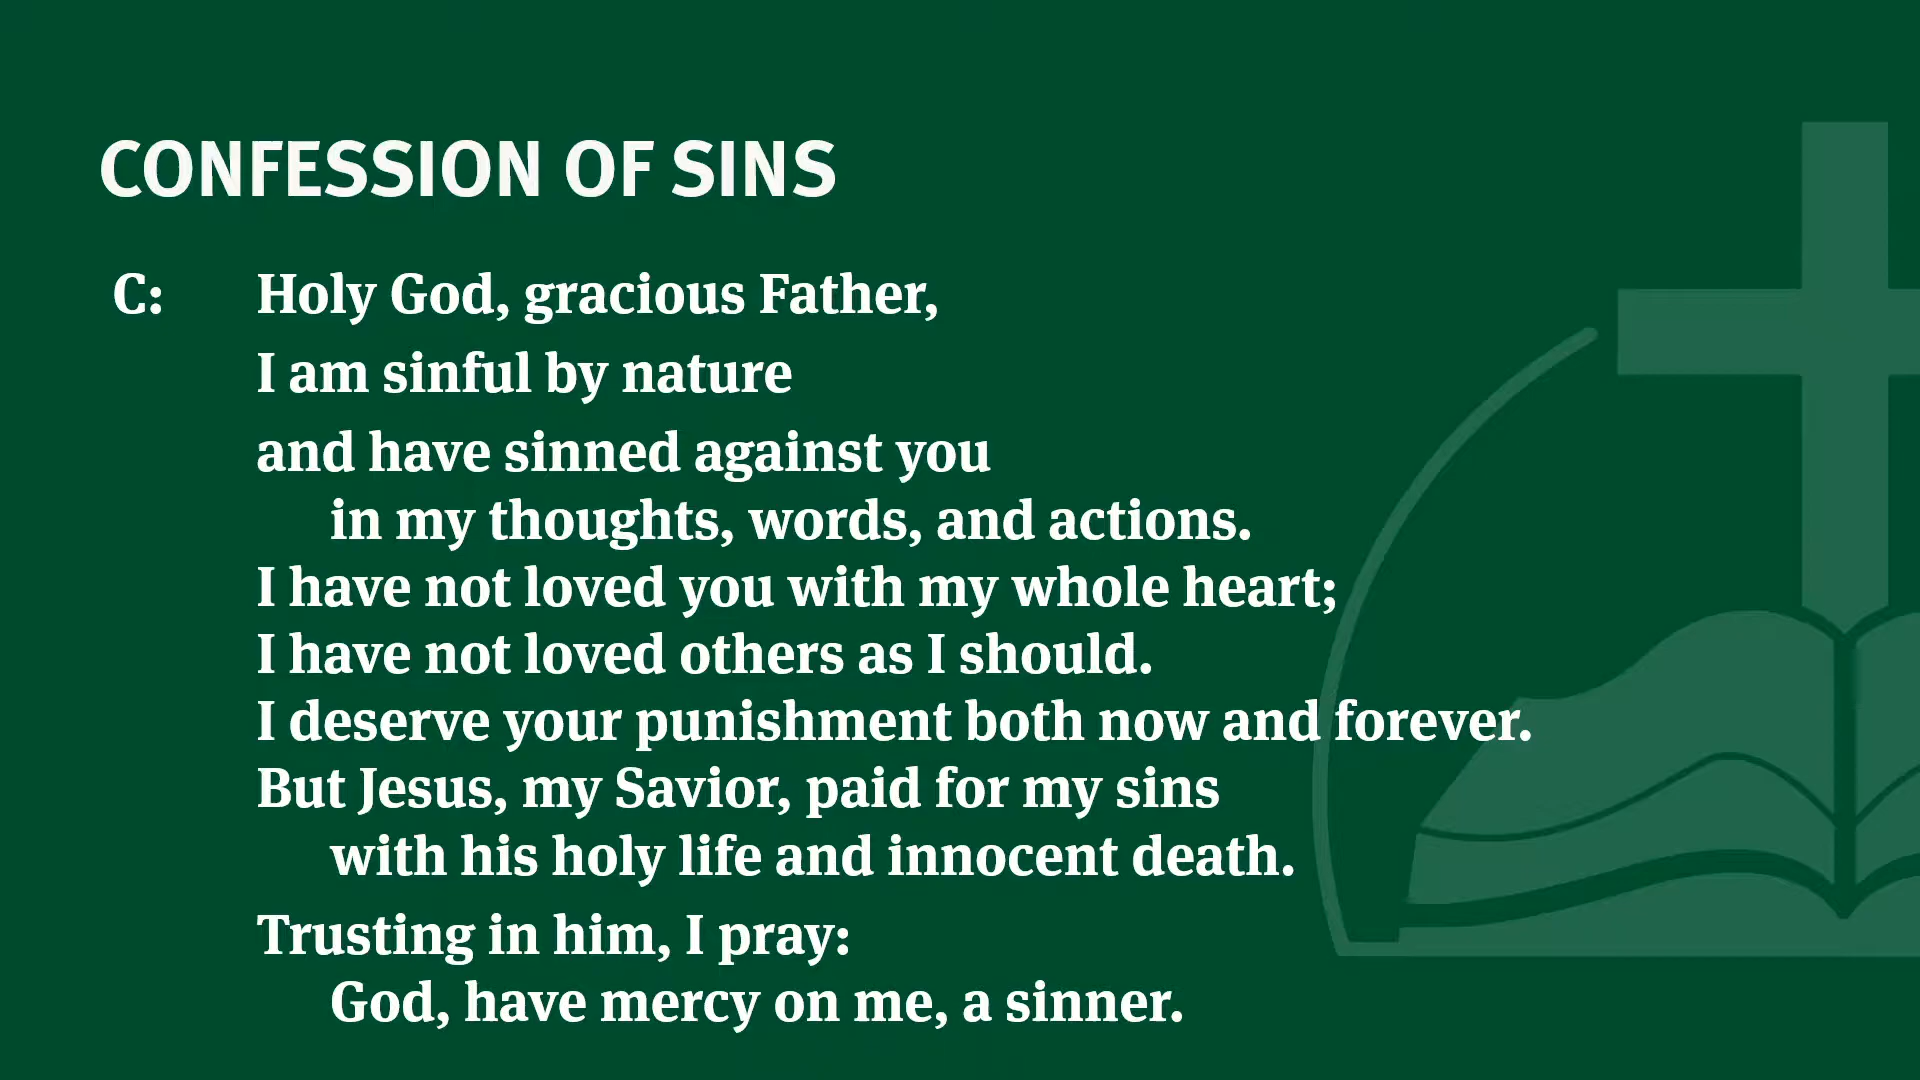 CONFESSION OF SINS
C: Holy God, gracious Father,
I am sinful by nature
and have sinned against you
in my thoughts, words, and actions.
I have not loved you with my whole heart;
I have not loved others as I should.
I deserve your punishment both now and forever.
But Jesus, my Savior, paid for my sins
with his holy life and innocent death.
Trusting in him, I pray:
God, have mercy on me, a sinner.